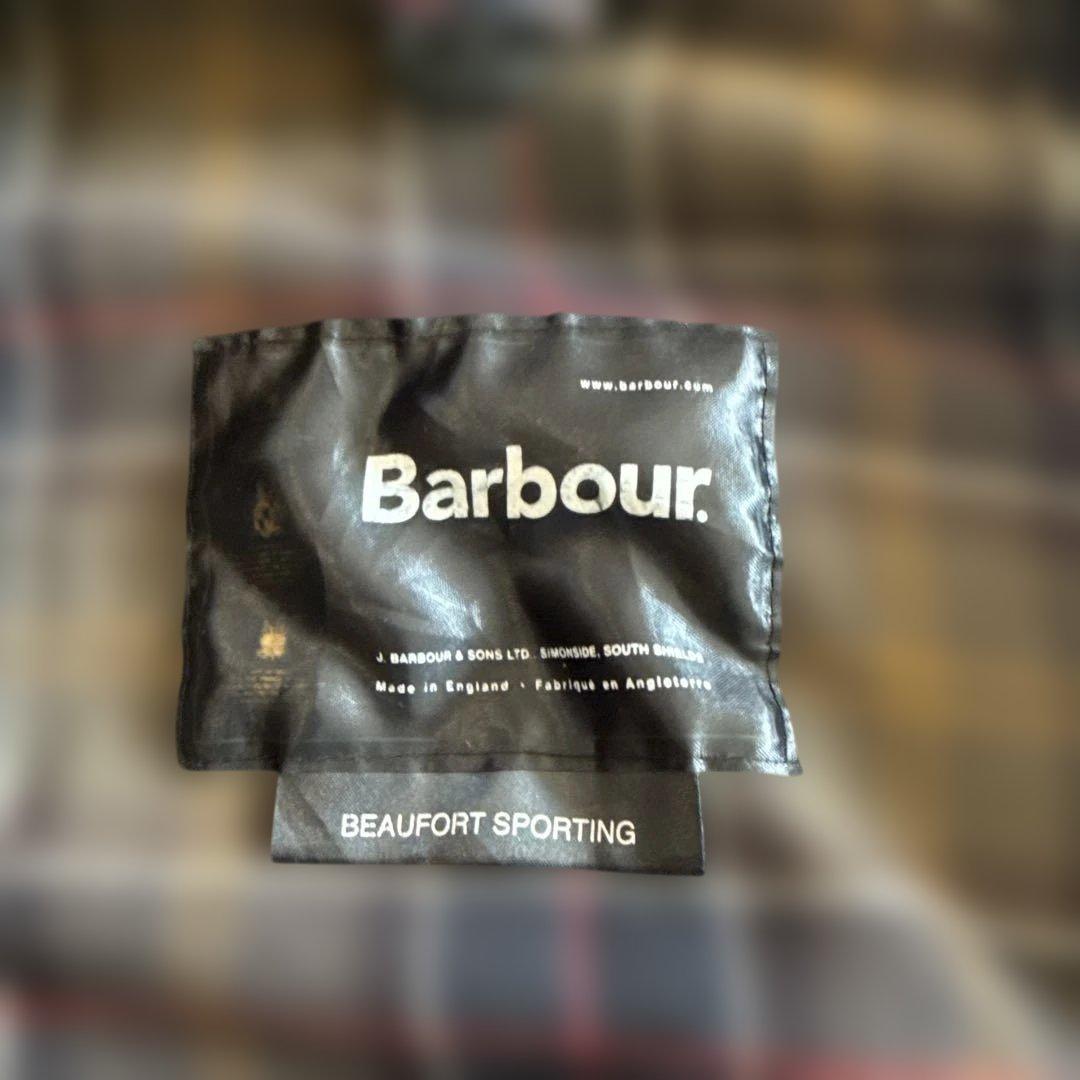 www.barbour.com
Barbour.
J. BARBOUR & SONS LTD. SIMONSIDE, SOUTH SHIELDS
Made in England • Fabriqué en Angleterre
BEAUFORT SPORTING